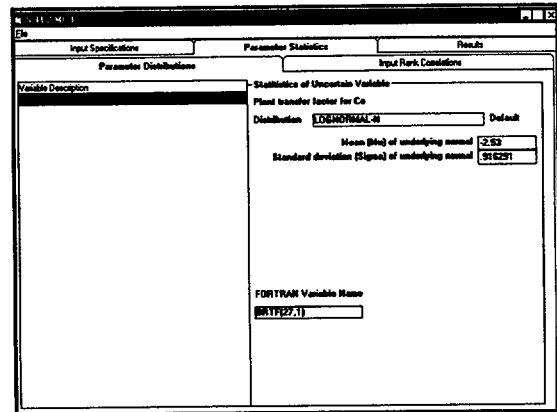 File
Input Specifications Parameter Statistics Results
Parameter Distributions Input Rank Correlations
Variable Description
Statistics of Uncertain Variable
Plant transfer factor for Co
Distribution LOGNORMAL-N Default
Mean (Mu) of underlying normal -2.53
Standard deviation (Sigma) of underlying normal .916291
FORTRAN Variable Name
BRTF(27,1)